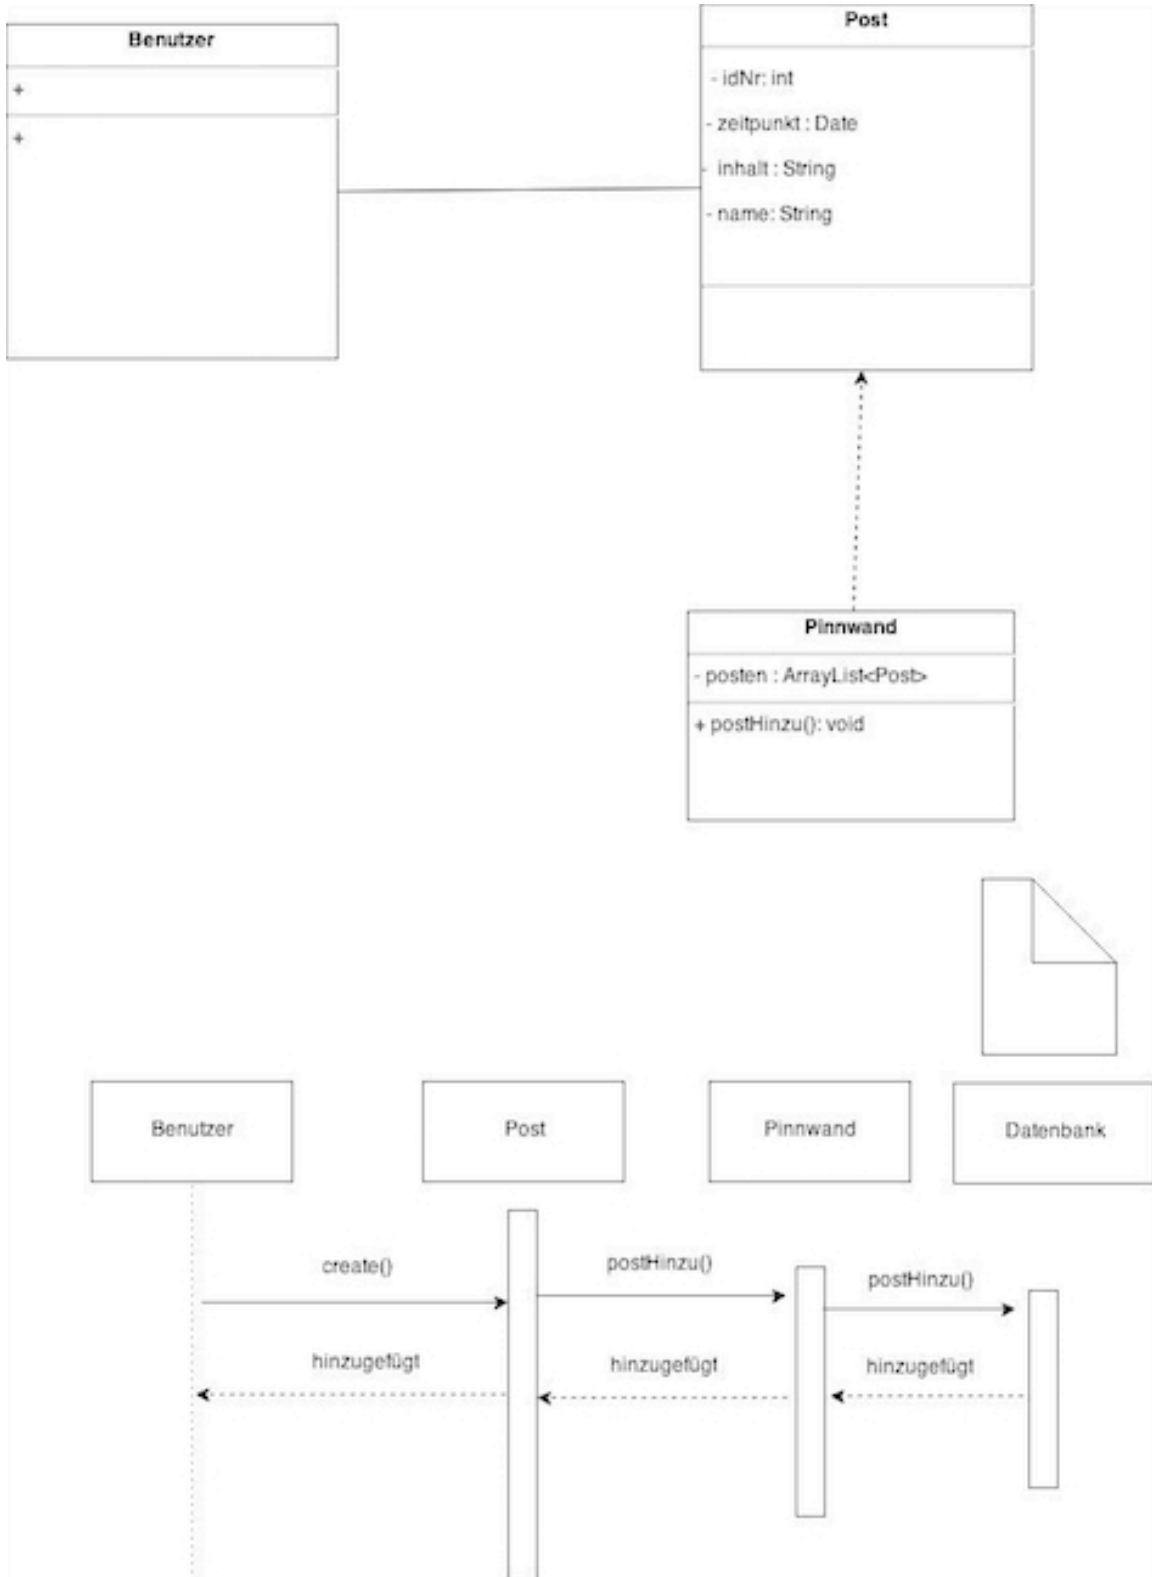 Benutzer
+
+
Post
- idNr: int
- zeitpunkt : Date
- inhalt : String
- name: String
Pinnwand
- posten : ArrayList<Post>
+ postHinzu(): void
Benutzer
Post
Pinnwand
Datenbank
create()
postHinzu()
postHinzu()
hinzugefügt
hinzugefügt
hinzugefügt